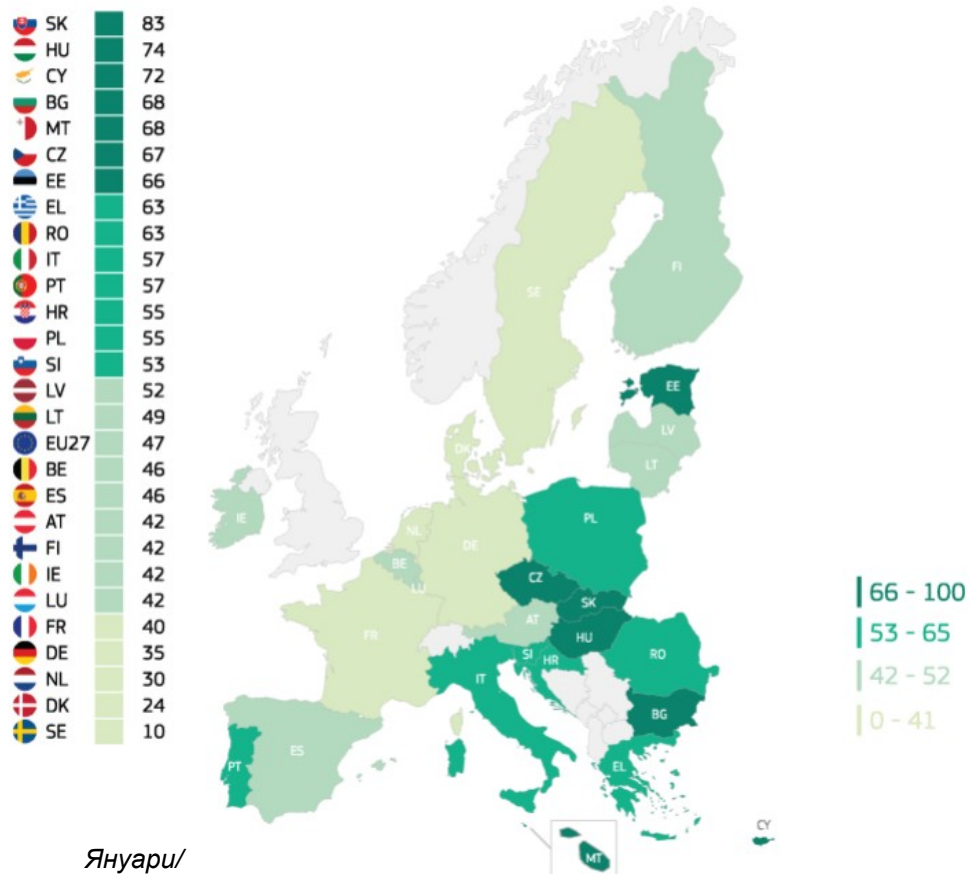 SK 83
HU 74
CY 72
BG 68
MT 68
CZ 67
EE 66
EL 63
RO 63
IT 57
PT 57
HR 55
PL 55
SI 53
LV 52
LT 49
EU27 47
BE 46
ES 46
AT 42
FI 42
IE 42
LU 42
FR 40
DE 35
NL 30
DK 24
SE 10
FI
SE
EE
LV
LT
DK
IE
NL
PL
DE
BE
LU
CZ
SK
FR
AT
HU
SI
HR
RO
IT
BG
ES
PT
EL
CY
MT
66 - 100
53 - 65
42 - 52
0 - 41
Януари/